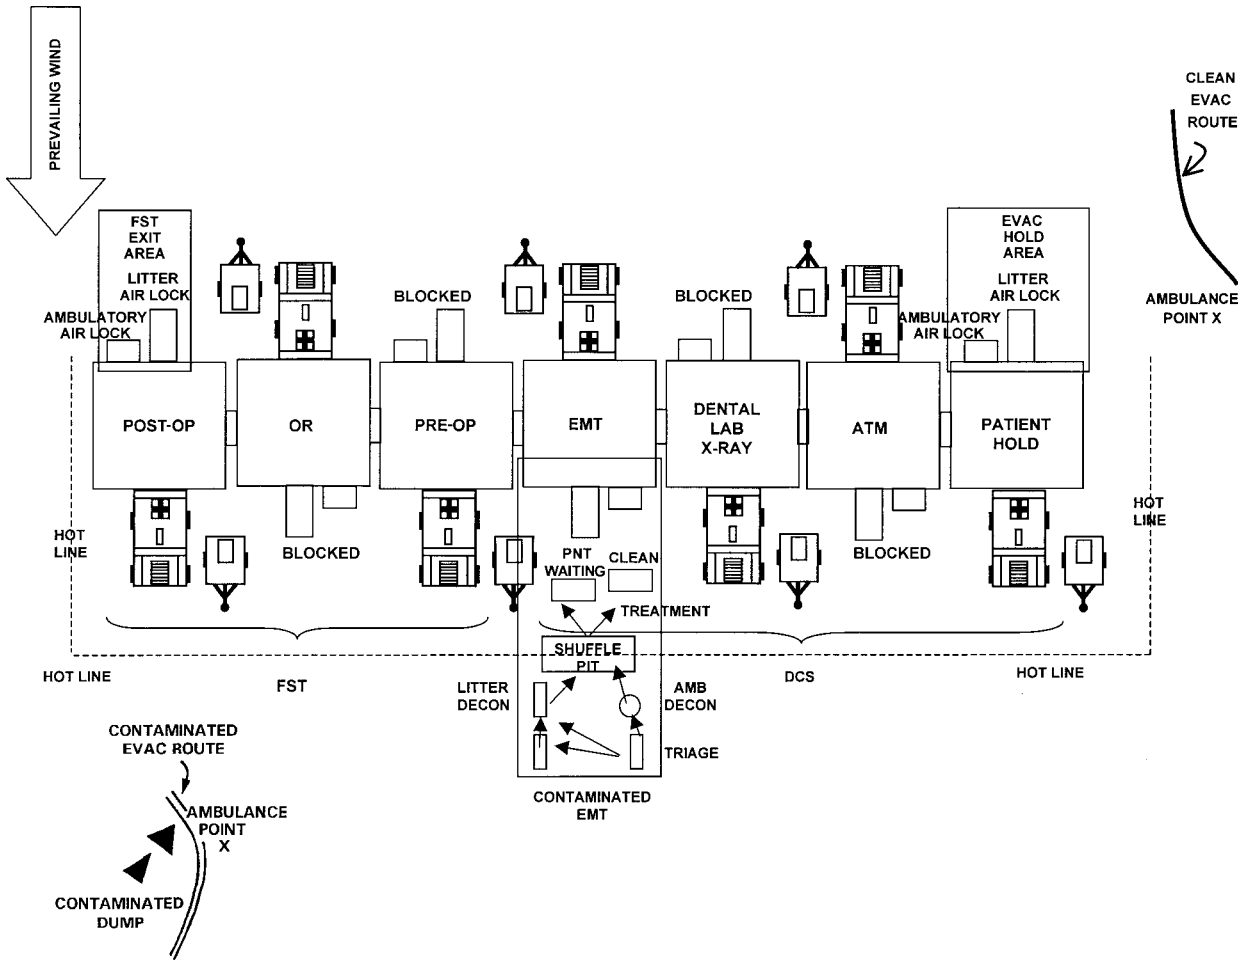 PREVAILING WIND
CLEAN
EVAC
ROUTE
AMBULANCE
POINT X
FST
EXIT
AREA
LITTER
AIR LOCK
AMBULATORY
AIR LOCK
BLOCKED
BLOCKED
EVAC
HOLD
AREA
LITTER
AIR LOCK
AMBULATORY
AIR LOCK
POST-OP
OR
PRE-OP
EMT
DENTAL
LAB
X-RAY
ATM
PATIENT
HOLD
HOT
LINE
BLOCKED
PNT
WAITING
CLEAN
TREATMENT
BLOCKED
HOT
LINE
HOT LINE
FST
SHUFFLE
PIT
DCS
HOT LINE
LITTER
DECON
AMB
DECON
TRIAGE
CONTAMINATED
EMT
CONTAMINATED
EVAC ROUTE
AMBULANCE
POINT
X
CONTAMINATED
DUMP